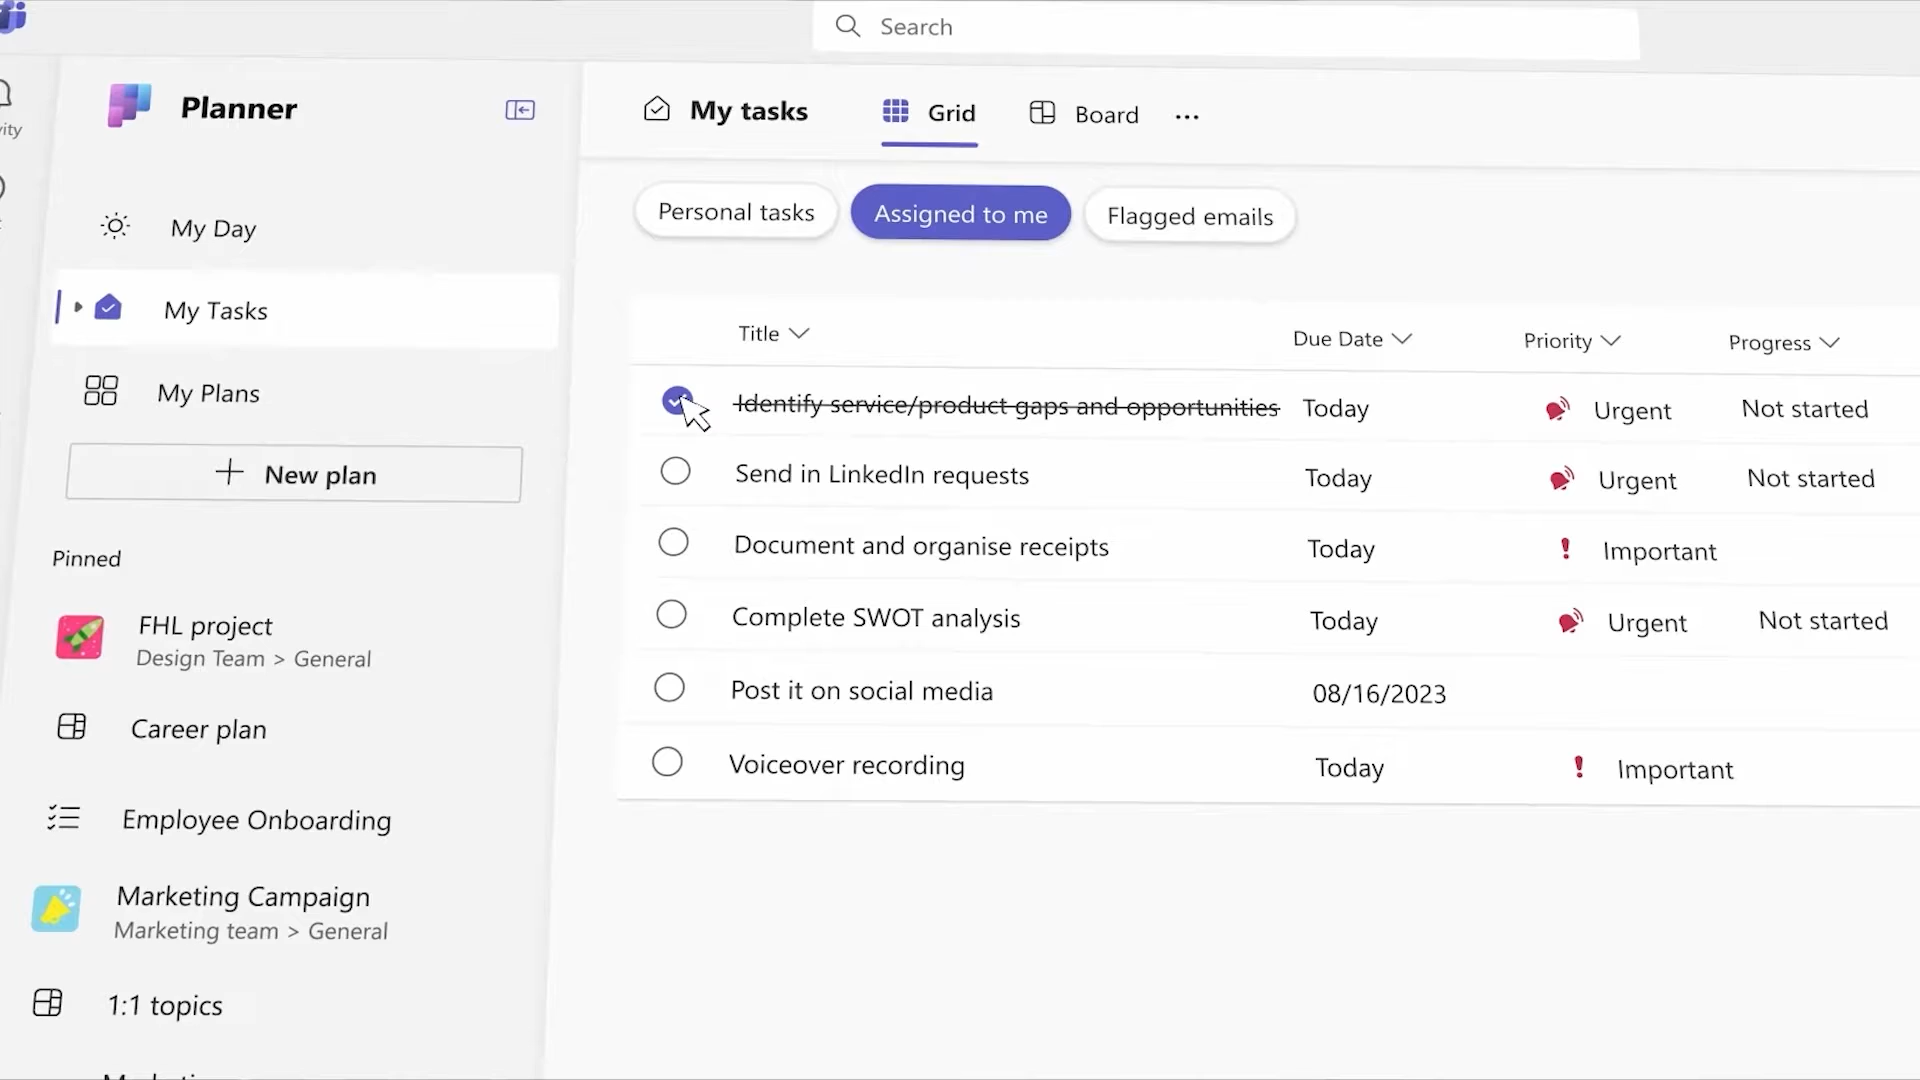 Search
vity
Planner
My Day
My Tasks
My Plans
New plan
Pinned
FHL project
Design Team > General
Career plan
Employee Onboarding
Marketing Campaign
Marketing team > General
1:1 topics
My tasks
Grid
Board
Personal tasks
Assigned to me
Flagged emails
Title Due Date Priority Progress
Identify service/product gaps and opportunities Today Urgent Not started
Send in LinkedIn requests Today Urgent Not started
Document and organise receipts Today Important
Complete SWOT analysis Today Urgent Not started
Post it on social media 08/16/2023
Voiceover recording Today Important